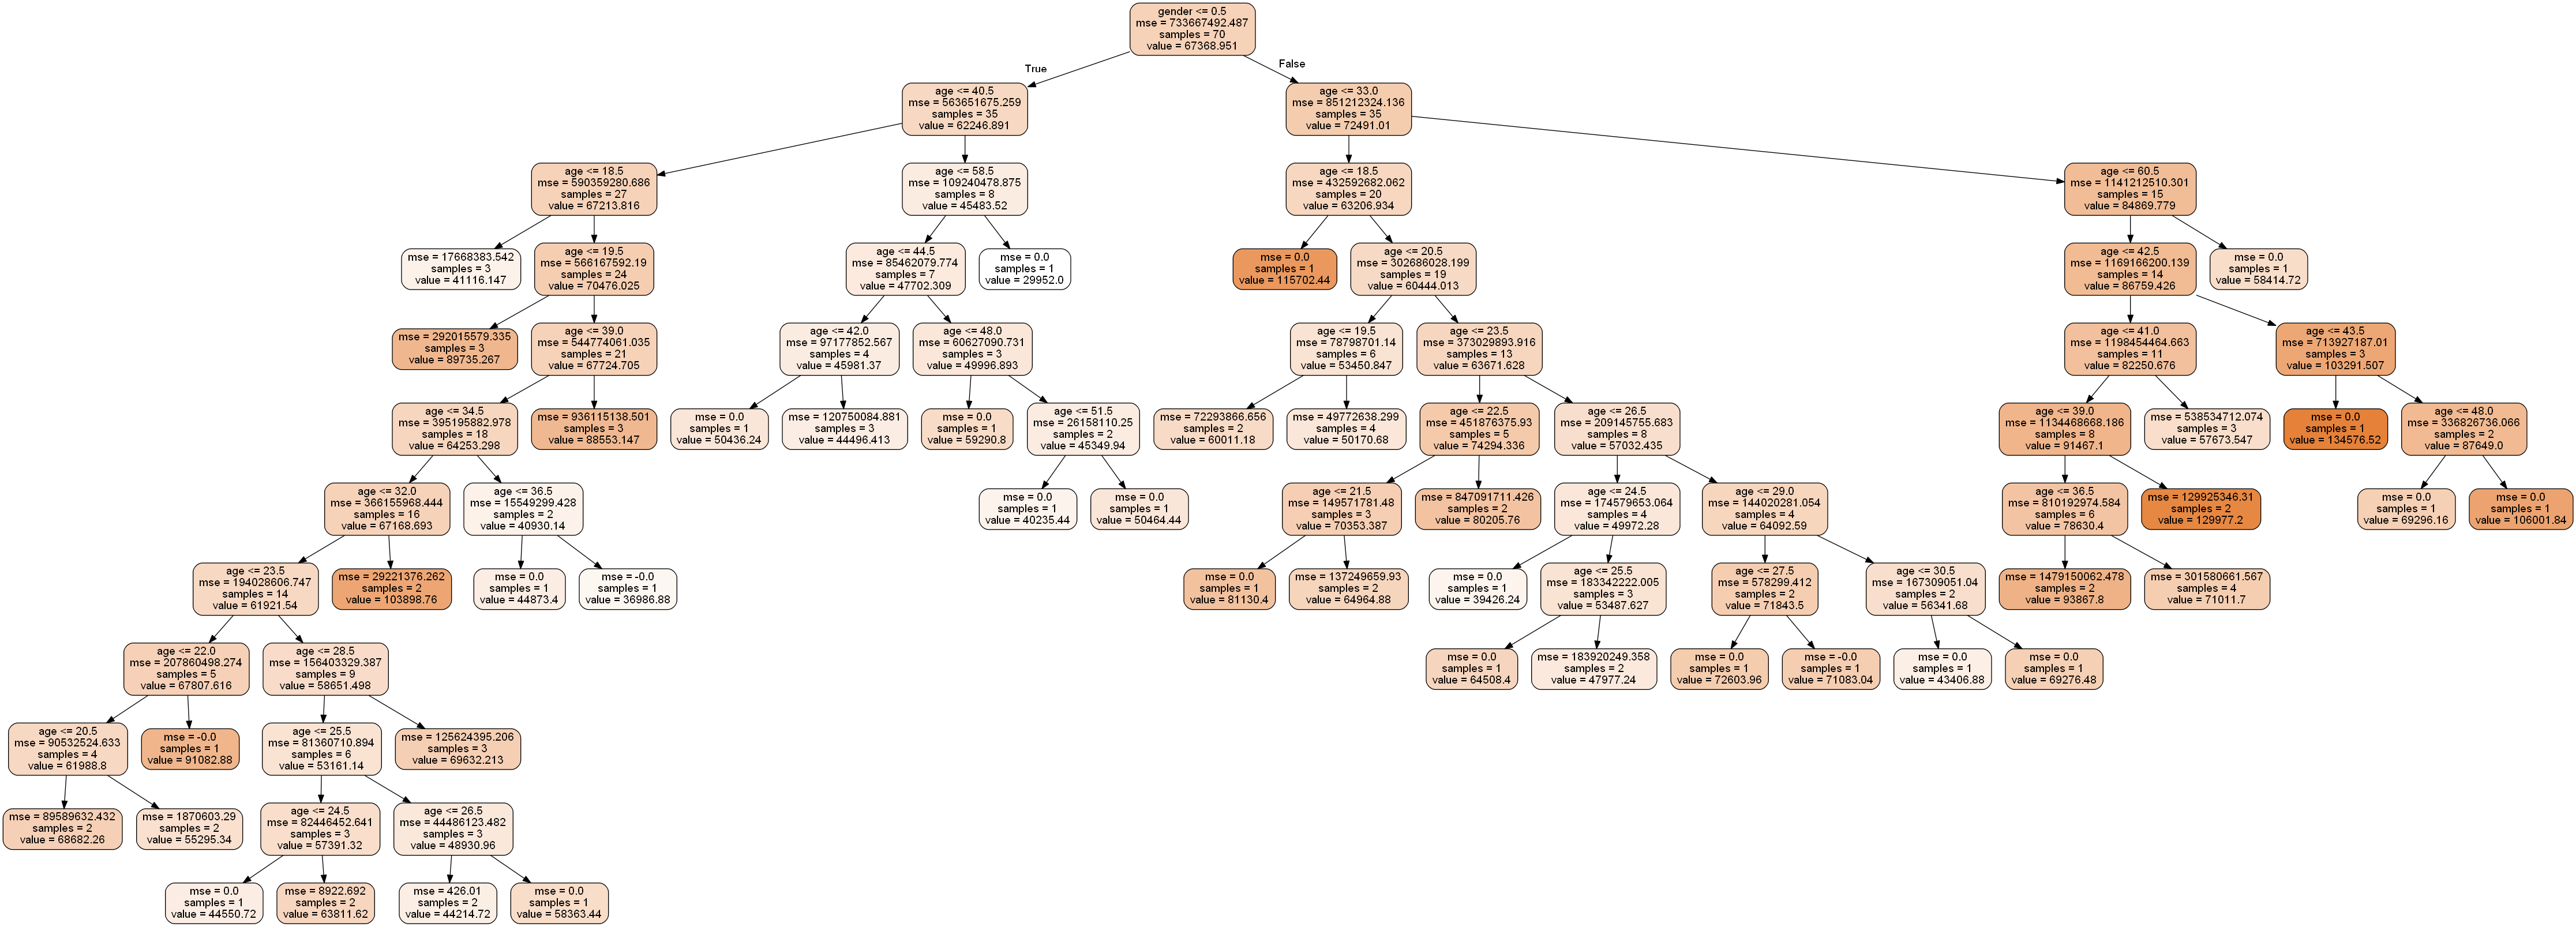 gender <= 0.5
mse = 733667492.487
samples = 70
value = 67368.951
True
False
age <= 40.5
mse = 563651675.259
samples = 35
value = 62246.891
age <= 33.0
mse = 851212324.136
samples = 35
value = 72491.01
age <= 18.5
mse = 590359280.686
samples = 27
value = 67213.816
age <= 58.5
mse = 109240478.875
samples = 8
value = 45483.52
age <= 18.5
mse = 432592682.062
samples = 20
value = 63206.934
age <= 60.5
mse = 1141212510.301
samples = 15
value = 84869.779
mse = 17668383.542
samples = 3
value = 41116.147
age <= 19.5
mse = 566167592.19
samples = 24
value = 70476.025
age <= 44.5
mse = 85462079.774
samples = 7
value = 47702.309
mse = 0.0
samples = 1
value = 29952.0
mse = 0.0
samples = 1
value = 115702.44
age <= 20.5
mse = 302686028.199
samples = 19
value = 60444.013
age <= 42.5
mse = 1169166200.139
samples = 14
value = 86759.426
mse = 0.0
samples = 1
value = 58414.72
mse = 292015579.335
samples = 3
value = 89735.267
age <= 39.0
mse = 544774061.035
samples = 21
value = 67724.705
age <= 42.0
mse = 97177852.567
samples = 4
value = 45981.37
age <= 48.0
mse = 60627090.731
samples = 3
value = 49996.893
age <= 19.5
mse = 78798701.14
samples = 6
value = 53450.847
age <= 23.5
mse = 373029893.916
samples = 13
value = 63671.628
age <= 41.0
mse = 1198454464.663
samples = 11
value = 82250.676
age <= 43.5
mse = 713927187.01
samples = 3
value = 103291.507
age <= 34.5
mse = 395195882.978
samples = 18
value = 64253.298
mse = 936115138.501
samples = 3
value = 88553.147
mse = 0.0
samples = 1
value = 50436.24
mse = 120750084.881
samples = 3
value = 44496.413
mse = 0.0
samples = 1
value = 59290.8
age <= 51.5
mse = 26158110.25
samples = 2
value = 45349.94
mse = 72293866.656
samples = 2
value = 60011.18
mse = 49772638.299
samples = 4
value = 50170.68
age <= 22.5
mse = 451876375.93
samples = 5
value = 74294.336
age <= 26.5
mse = 209145755.683
samples = 8
value = 57032.435
age <= 39.0
mse = 1134468668.186
samples = 8
value = 91467.1
mse = 538534712.074
samples = 3
value = 57673.547
mse = 0.0
samples = 1
value = 134576.52
age <= 48.0
mse = 336826736.066
samples = 2
value = 87649.0
age <= 32.0
mse = 366155968.444
samples = 16
value = 67168.693
age <= 36.5
mse = 15549299.428
samples = 2
value = 40930.14
mse = 0.0
samples = 1
value = 40235.44
mse = 0.0
samples = 1
value = 50464.44
age <= 21.5
mse = 149571781.48
samples = 3
value = 70353.387
mse = 847091711.426
samples = 2
value = 80205.76
age <= 24.5
mse = 174579653.064
samples = 4
value = 49972.28
age <= 29.0
mse = 144020281.054
samples = 4
value = 64092.59
age <= 36.5
mse = 810192974.584
samples = 6
value = 78630.4
mse = 129925346.31
samples = 2
value = 129977.2
mse = 0.0
samples = 1
value = 69296.16
mse = 0.0
samples = 1
value = 106001.84
age <= 23.5
mse = 194028606.747
samples = 14
value = 61921.54
mse = 29221376.262
samples = 2
value = 103898.76
mse = 0.0
samples = 1
value = 44873.4
mse = -0.0
samples = 1
value = 36986.88
mse = 0.0
samples = 1
value = 81130.4
mse = 137249659.93
samples = 2
value = 64964.88
mse = 0.0
samples = 1
value = 39426.24
age <= 25.5
mse = 183342222.005
samples = 3
value = 53487.627
age <= 27.5
mse = 578299.412
samples = 2
value = 71843.5
age <= 30.5
mse = 167309051.04
samples = 2
value = 56341.68
mse = 1479150062.478
samples = 2
value = 93867.8
mse = 301580661.567
samples = 4
value = 71011.7
age <= 22.0
mse = 207860498.274
samples = 5
value = 67807.616
age <= 28.5
mse = 156403329.387
samples = 9
value = 58651.498
mse = 0.0
samples = 1
value = 64508.4
mse = 183920249.358
samples = 2
value = 47977.24
mse = 0.0
samples = 1
value = 72603.96
mse = -0.0
samples = 1
value = 71083.04
mse = 0.0
samples = 1
value = 43406.88
mse = 0.0
samples = 1
value = 69276.48
age <= 20.5
mse = 90532524.633
samples = 4
value = 61988.8
mse = -0.0
samples = 1
value = 91082.88
age <= 25.5
mse = 81360710.894
samples = 6
value = 53161.14
mse = 125624395.206
samples = 3
value = 69632.213
mse = 89589632.432
samples = 2
value = 68682.26
mse = 1870603.29
samples = 2
value = 55295.34
age <= 24.5
mse = 82446452.641
samples = 3
value = 57391.32
age <= 26.5
mse = 44486123.482
samples = 3
value = 48930.96
mse = 0.0
samples = 1
value = 44550.72
mse = 8922.692
samples = 2
value = 63811.62
mse = 426.01
samples = 2
value = 44214.72
mse = 0.0
samples = 1
value = 58363.44